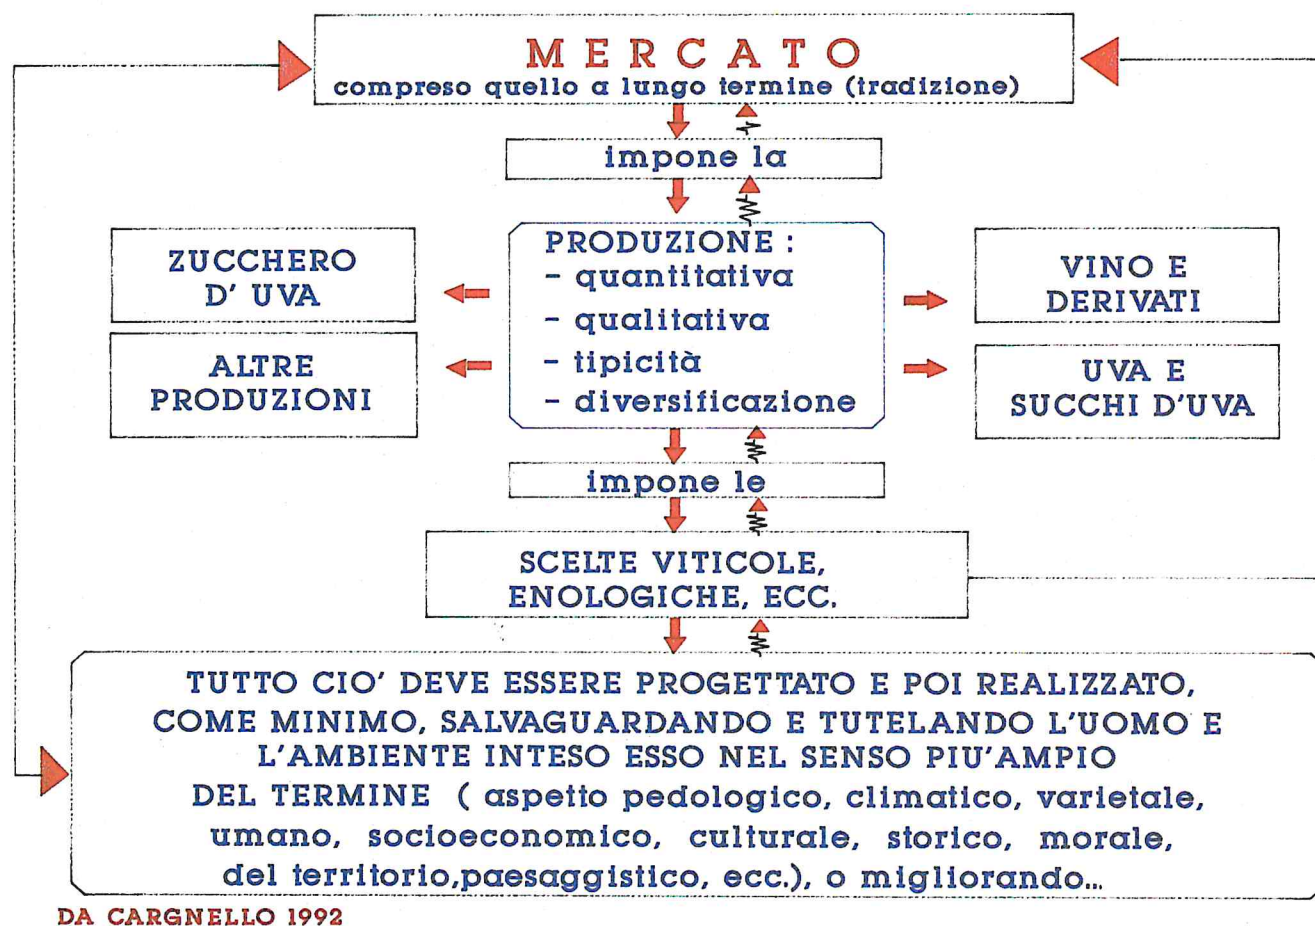 MERCATO
compreso quello a lungo termine (tradizione)
impone la
ZUCCHERO
D' UVA
ALTRE
PRODUZIONI
PRODUZIONE :
- quantitativa
- qualitativa
- tipicità
- diversificazione
VINO E
DERIVATI
UVA E
SUCCHI D'UVA
impone le
SCELTE VITICOLE,
ENOLOGICHE, ECC.
TUTTO CIO' DEVE ESSERE PROGETTATO E POI REALIZZATO,
COME MINIMO, SALVAGUARDANDO E TUTELANDO L'UOMO E
L'AMBIENTE INTESO ESSO NEL SENSO PIU'AMPIO
DEL TERMINE ( aspetto pedologico, climatico, varietale,
umano, socioeconomico, culturale, storico, morale,
del territorio,paesaggistico, ecc.), o migliorando...
DA CARGNELLO 1992